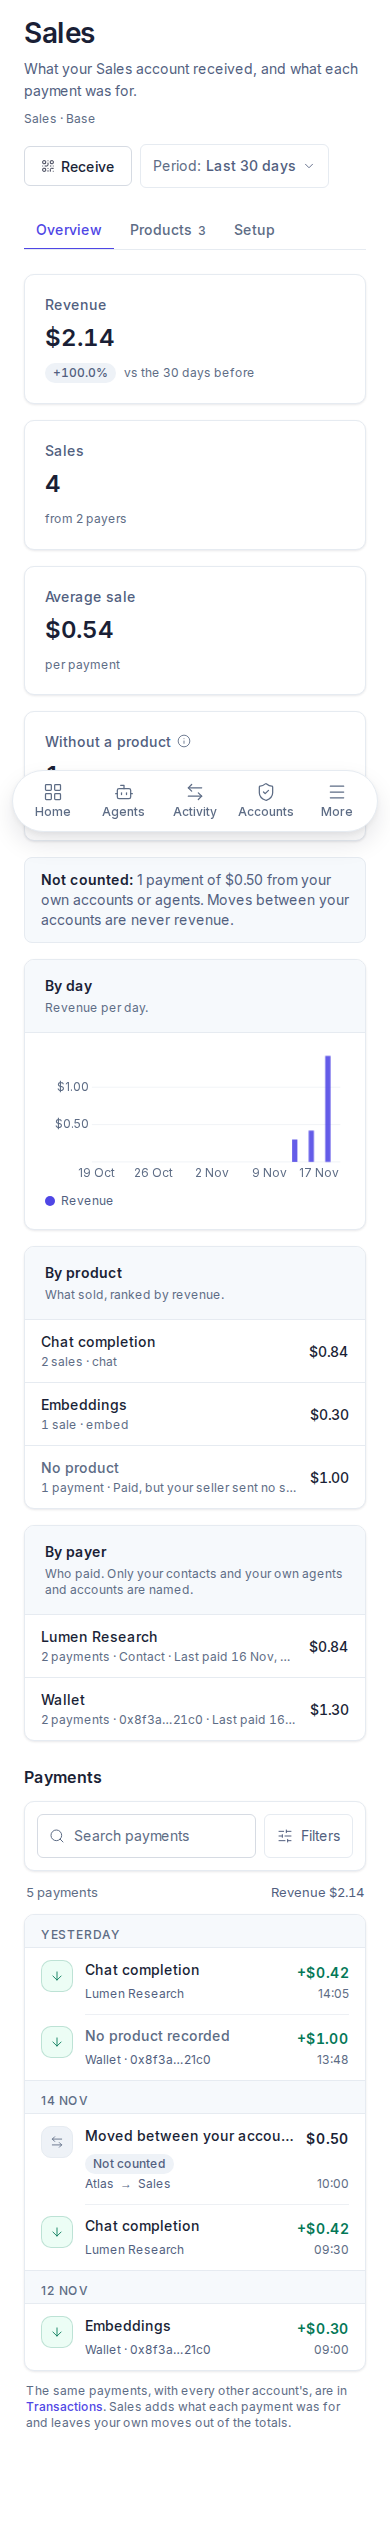 Sales
What your Sales account received, and what each
payment was for.
Sales · Base
Receive
Period: Last 30 days
Overview
Products 3
Setup
Revenue
$2.14
+100.0% vs the 30 days before
Sales
4
from 2 payers
Average sale
$0.54
per payment
Without a product
Home
Agents
Activity
Accounts
More
Not counted: 1 payment of $0.50 from your
own accounts or agents. Moves between your
accounts are never revenue.
By day
Revenue per day.
$1.00
$0.50
19 Oct 26 Oct 2 Nov 9 Nov 17 Nov
Revenue
By product
What sold, ranked by revenue.
Chat completion
$0.84
2 sales · chat
Embeddings
$0.30
1 sale · embed
No product
$1.00
1 payment · Paid, but your seller sent no s...
By payer
Who paid. Only your contacts and your own agents
and accounts are named.
Lumen Research
$0.84
2 payments · Contact · Last paid 16 Nov, ...
Wallet
$1.30
2 payments · 0x8f3a...21c0 · Last paid 16...
Payments
Search payments
Filters
5 payments
Revenue $2.14
YESTERDAY
Chat completion
+$0.42
Lumen Research
14:05
No product recorded
+$1.00
Wallet · 0x8f3a...21c0
13:48
14 NOV
Moved between your accou...
$0.50
Not counted
Atlas → Sales
10:00
Chat completion
+$0.42
Lumen Research
09:30
12 NOV
Embeddings
+$0.30
Wallet · 0x8f3a...21c0
09:00
The same payments, with every other account's, are in
Transactions. Sales adds what each payment was for
and leaves your own moves out of the totals.